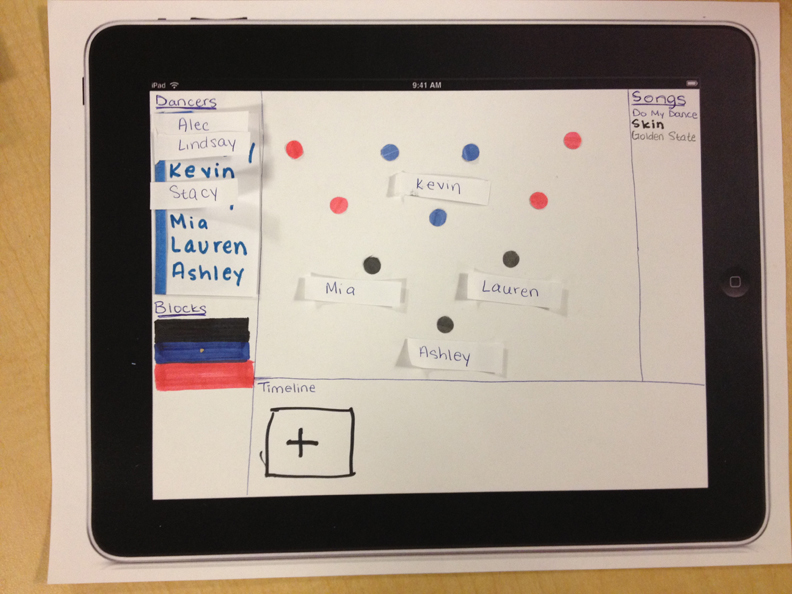 iPad
9:41 AM
Dancers
Alec
Lindsay
Kevin
Stacy
Mia
Lauren
Ashley
Blocks
Kevin
Mia
Lauren
Ashley
Songs
Do My Dance
Skin
Golden State
Timeline
+